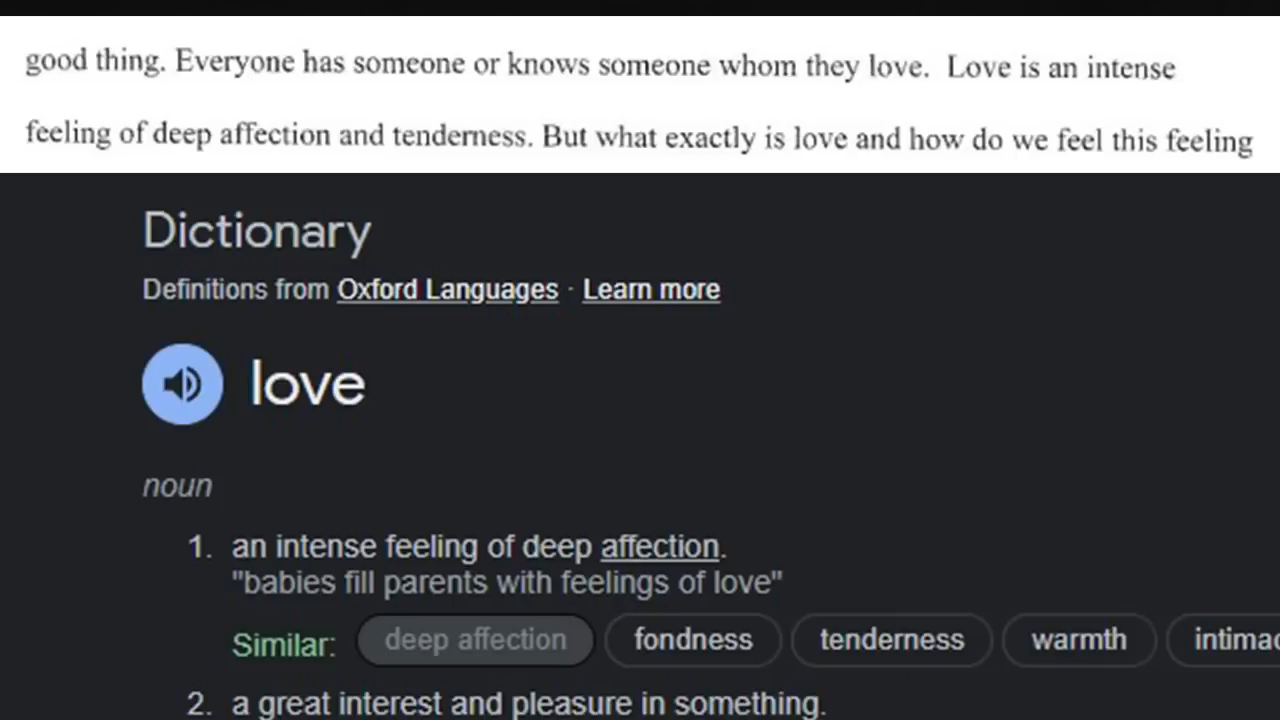 good thing. Everyone has someone or knows someone whom they love.  Love is an intense
feeling of deep affection and tenderness. But what exactly is love and how do we feel this feeling
Dictionary
Definitions from Oxford Languages · Learn more
love
noun
1. an intense feeling of deep affection.
"babies fill parents with feelings of love"
Similar: deep affection fondness tenderness warmth intimac
2. a great interest and pleasure in something.